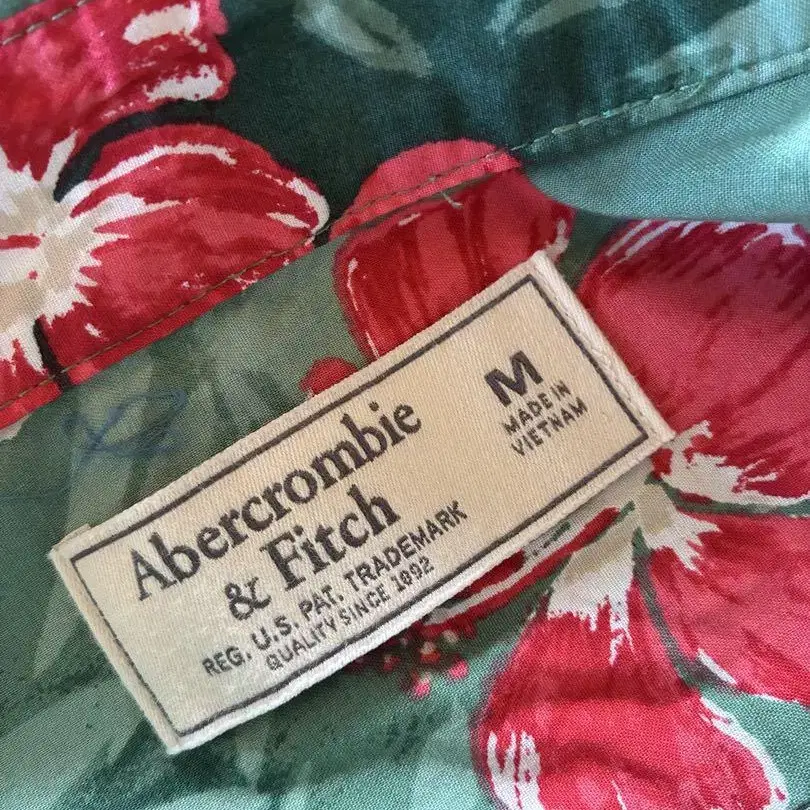 Abercrombie
& Fitch
REG. U.S. PAT. TRADEMARK
QUALITY SINCE 1892
M
MADE IN
VIETNAM